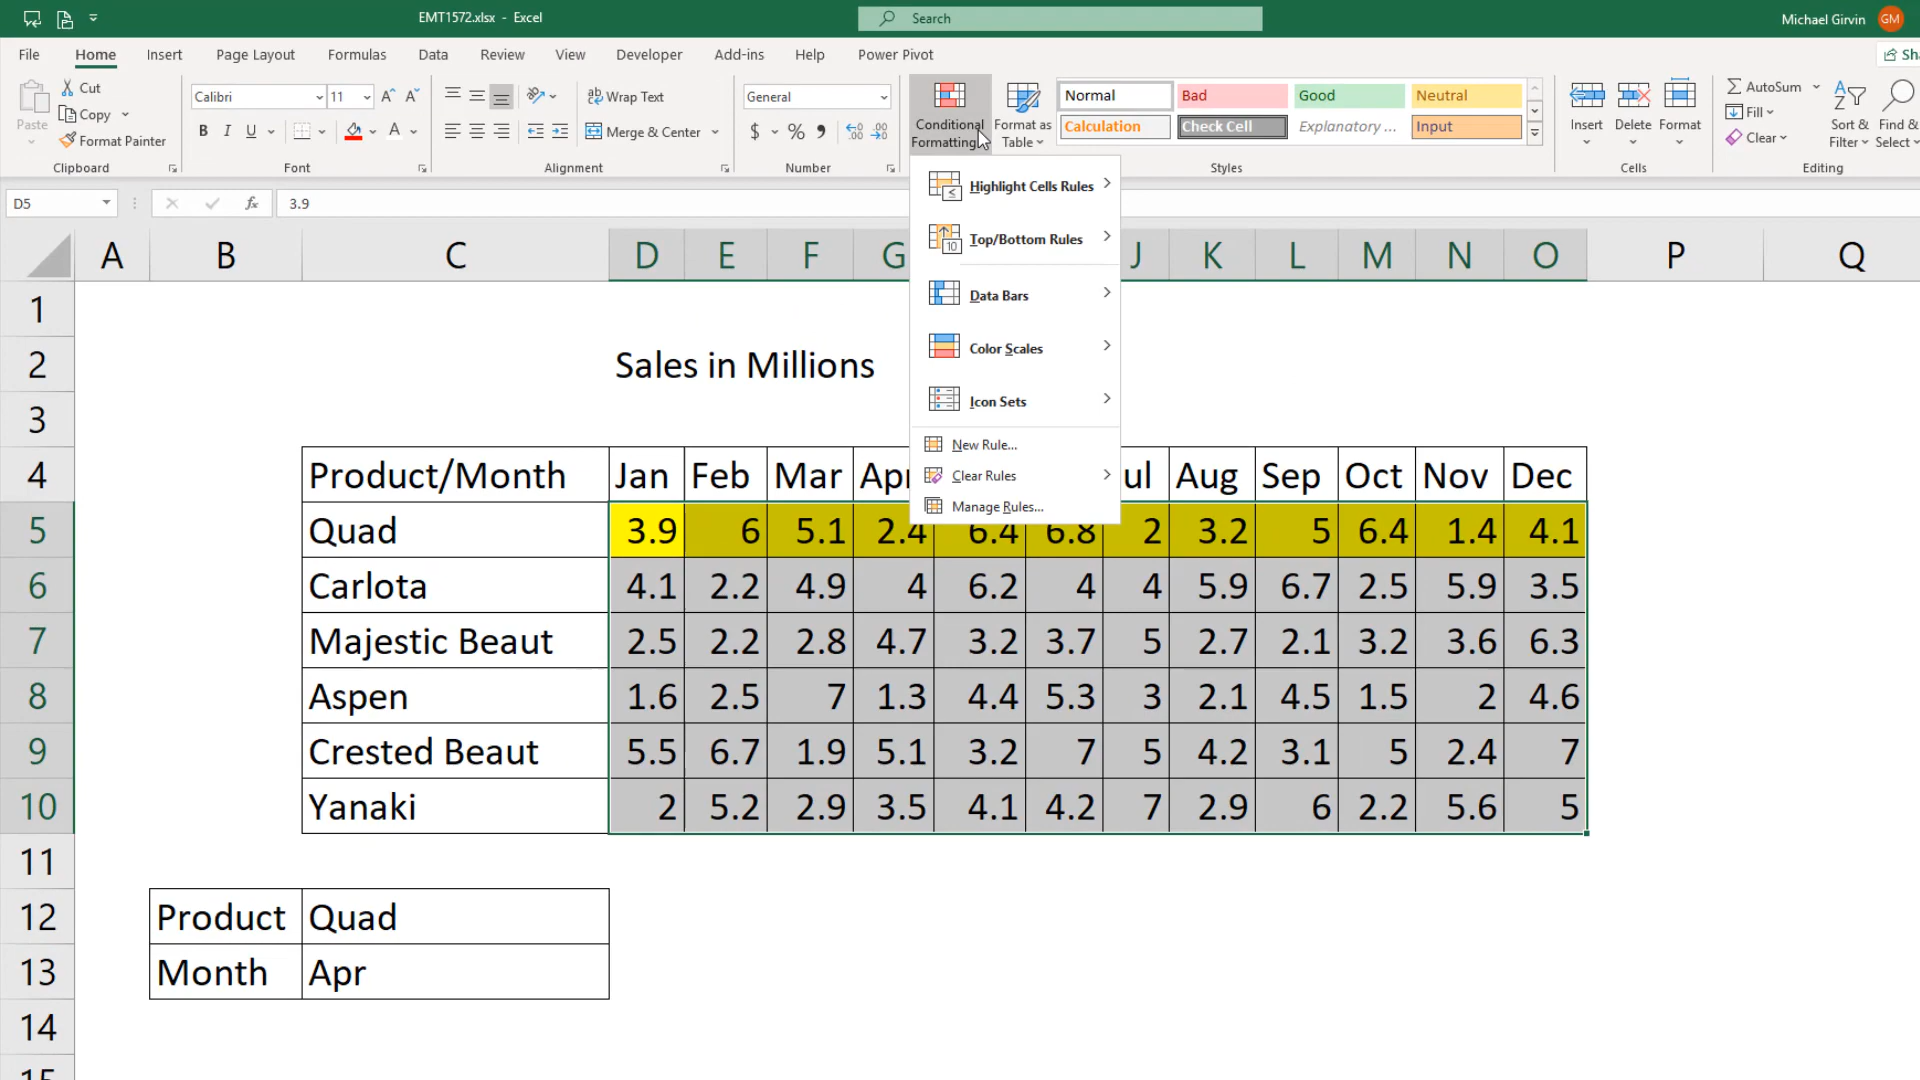 EMT1572.xlsx - Excel
Search
Michael Girvin GM
File Home Insert Page Layout Formulas Data Review View Developer Add-ins Help Power Pivot Sh
Paste
Cut
Copy
Format Painter
Clipboard
Calibri 11
B I U
Font
Wrap Text
Merge & Center
Alignment
General
$ % ,
Number
Conditional Formatting
Format as Table
Normal Bad Good Neutral
Calculation Check Cell Explanatory ... Input
Styles
Insert Delete Format
Cells
AutoSum
Fill
Clear
Sort & Filter
Find & Select
Editing
D5 fx 3.9
Highlight Cells Rules
Top/Bottom Rules
Data Bars
Color Scales
Icon Sets
New Rule...
Clear Rules
Manage Rules...
A B C D E F G J K L M N O P Q
1
2 Sales in Millions
3
4 Product/Month Jan Feb Mar Apr ul Aug Sep Oct Nov Dec
5 Quad 3.9 6 5.1 2.4 6.4 6.8 2 3.2 5 6.4 1.4 4.1
6 Carlota 4.1 2.2 4.9 4 6.2 4 4 5.9 6.7 2.5 5.9 3.5
7 Majestic Beaut 2.5 2.2 2.8 4.7 3.2 3.7 5 2.7 2.1 3.2 3.6 6.3
8 Aspen 1.6 2.5 7 1.3 4.4 5.3 3 2.1 4.5 1.5 2 4.6
9 Crested Beaut 5.5 6.7 1.9 5.1 3.2 7 5 4.2 3.1 5 2.4 7
10 Yanaki 2 5.2 2.9 3.5 4.1 4.2 7 2.9 6 2.2 5.6 5
11
12 Product Quad
13 Month Apr
14
15